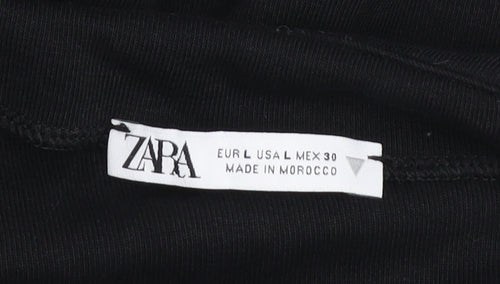 ZARA
EUR L USA L MEX 30
MADE IN MOROCCO